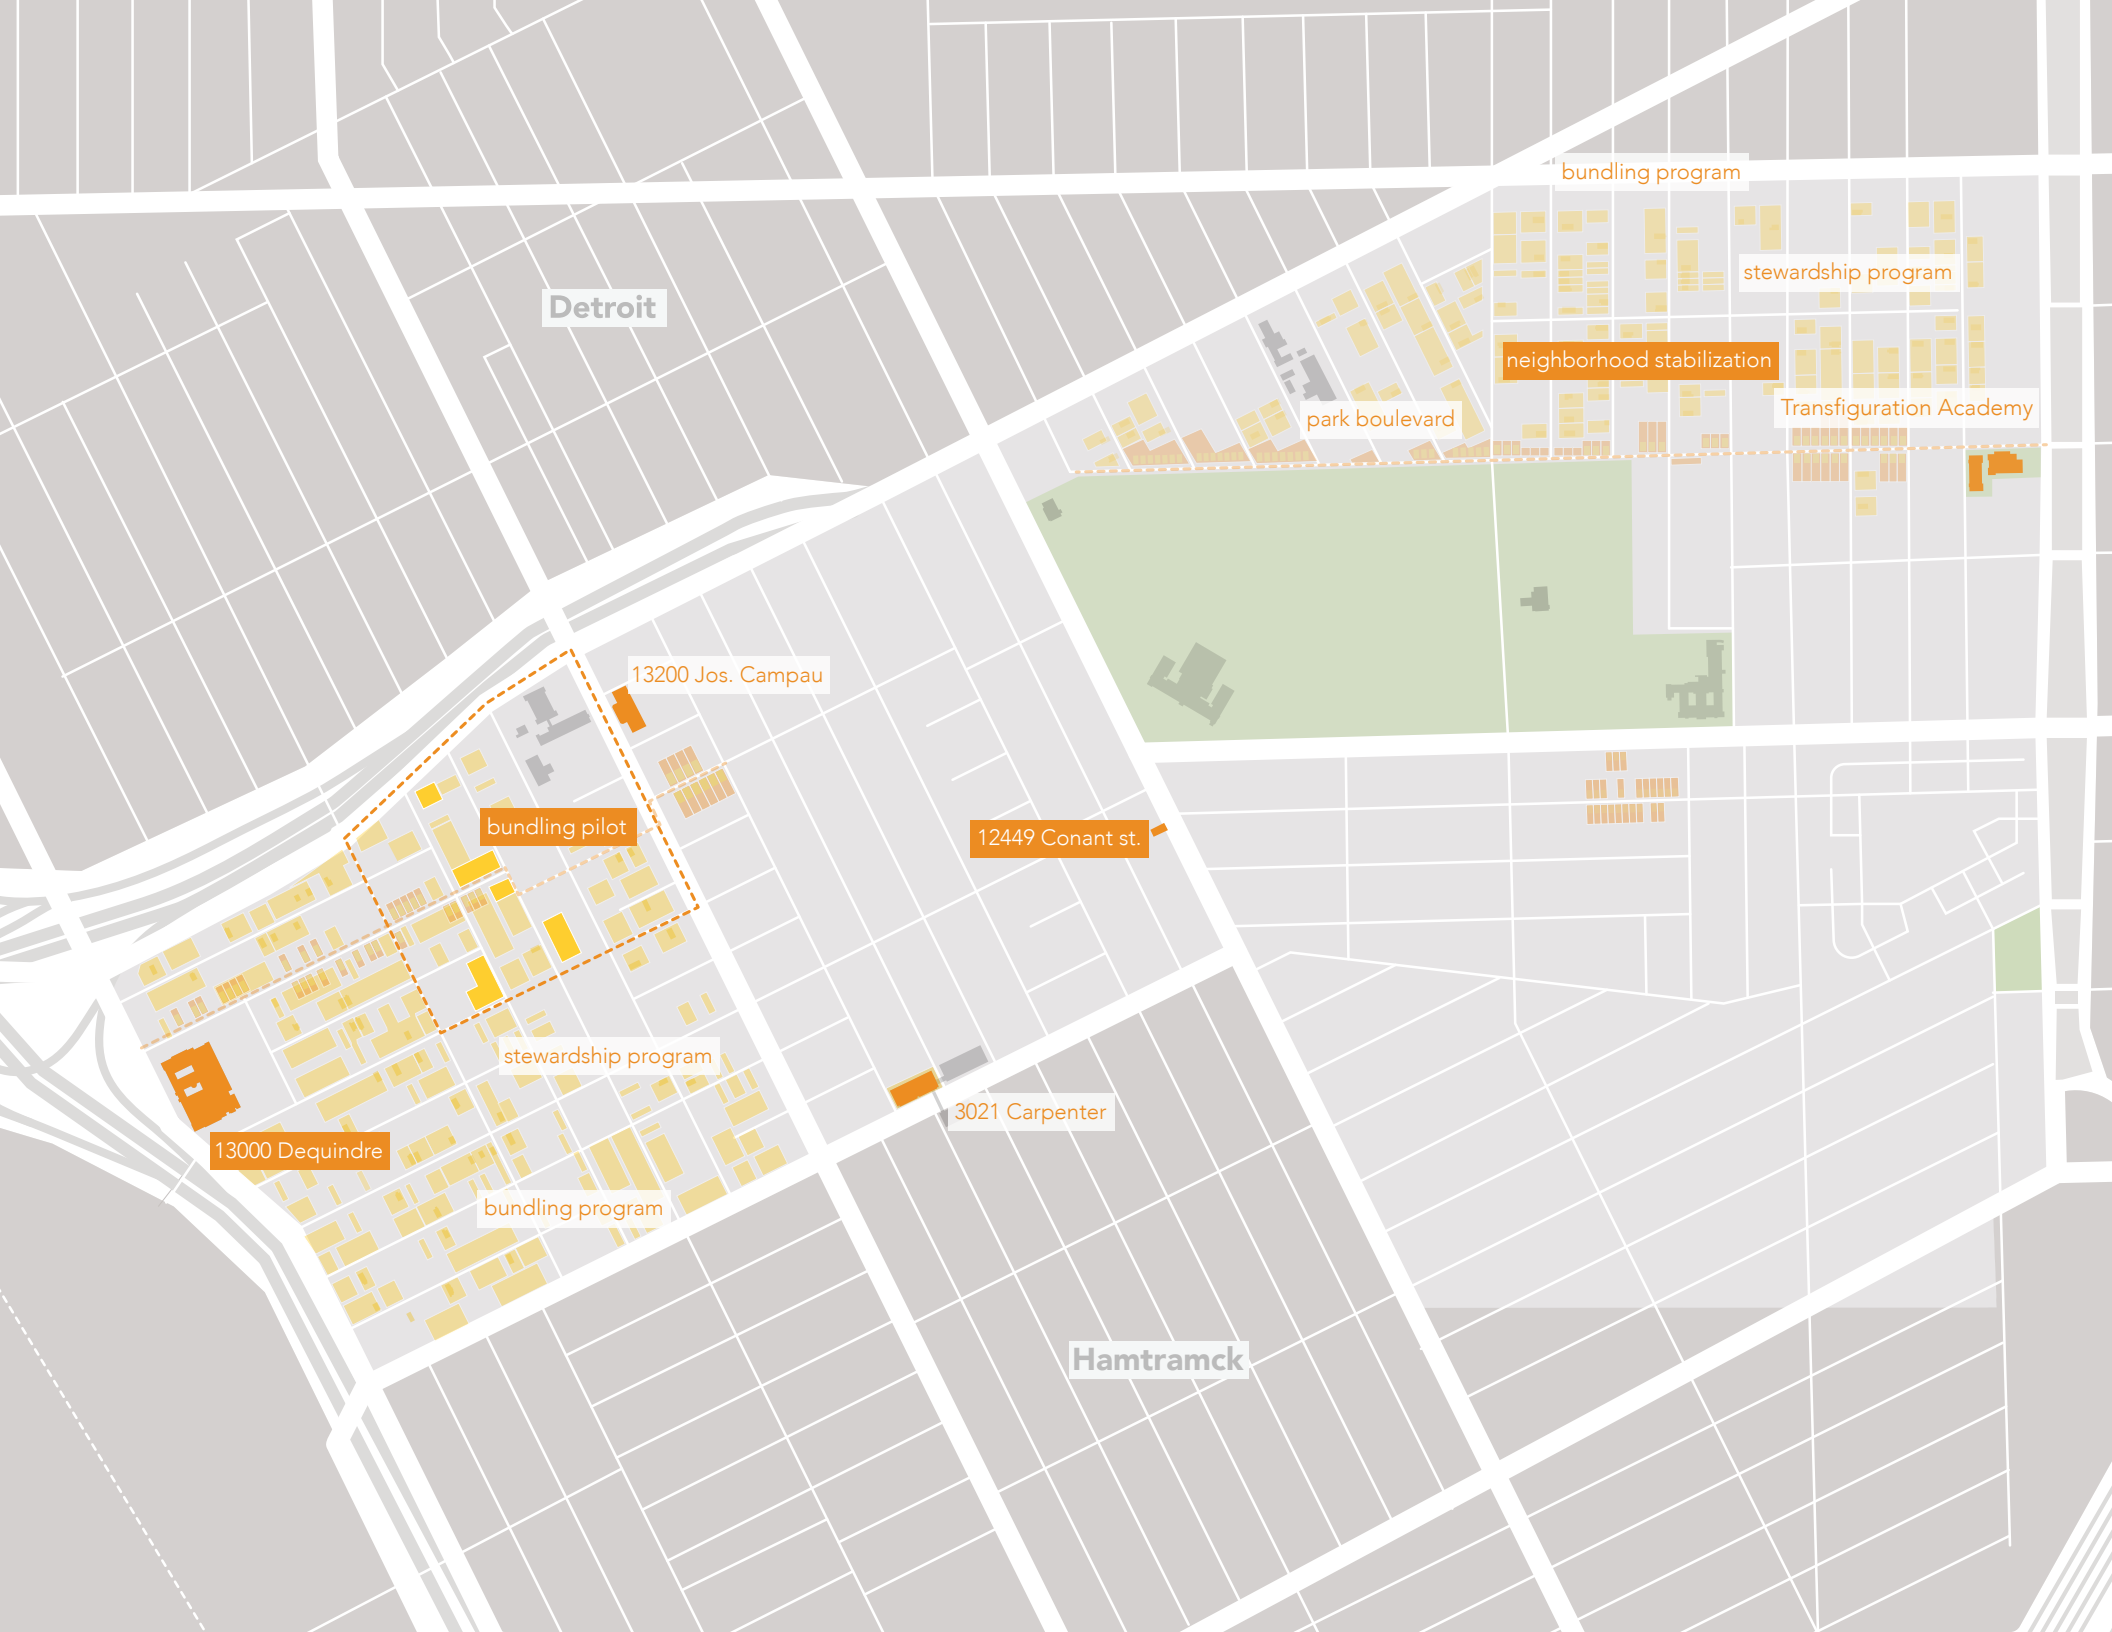 bundling program
stewardship program
Detroit
neighborhood stabilization
Transfiguration Academy
park boulevard
13200 Jos. Campau
bundling pilot
12449 Conant st.
stewardship program
3021 Carpenter
13000 Dequindre
bundling program
Hamtramck